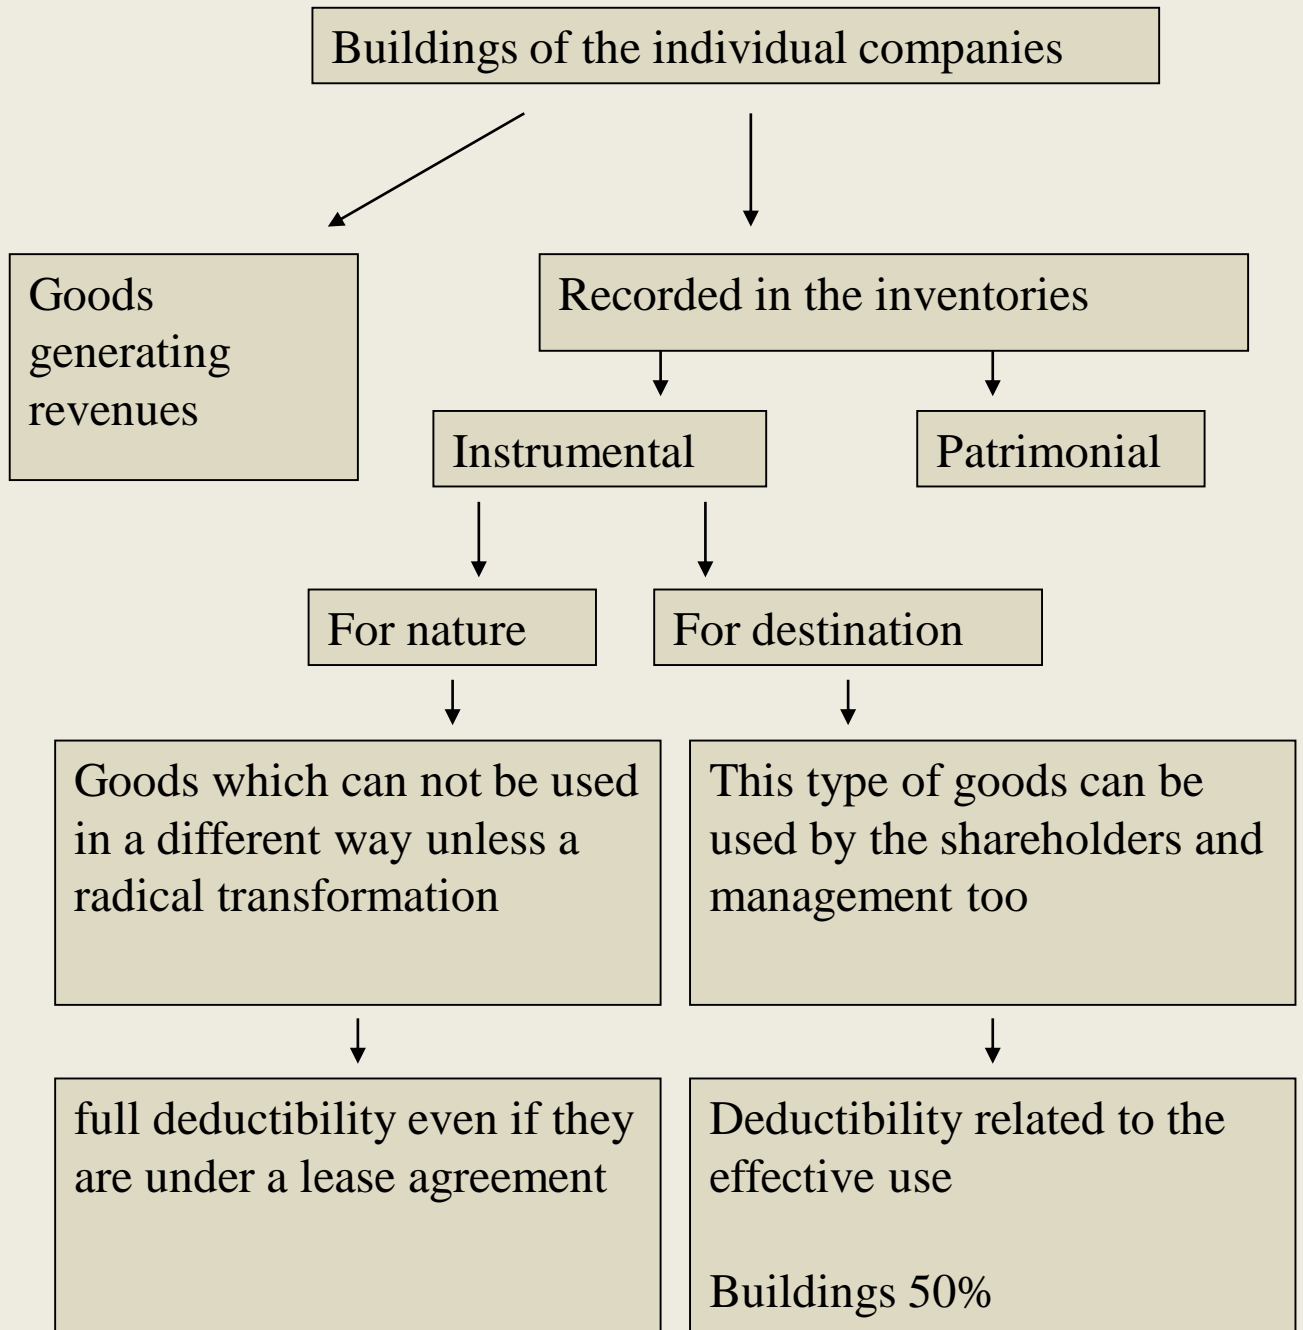 Buildings of the individual companies
Goods
generating
revenues
Recorded in the inventories
Instrumental
Patrimonial
For nature
For destination
Goods which can not be used
in a different way unless a
radical transformation
This type of goods can be
used by the shareholders and
management too
full deductibility even if they
are under a lease agreement
Deductibility related to the
effective use
Buildings 50%